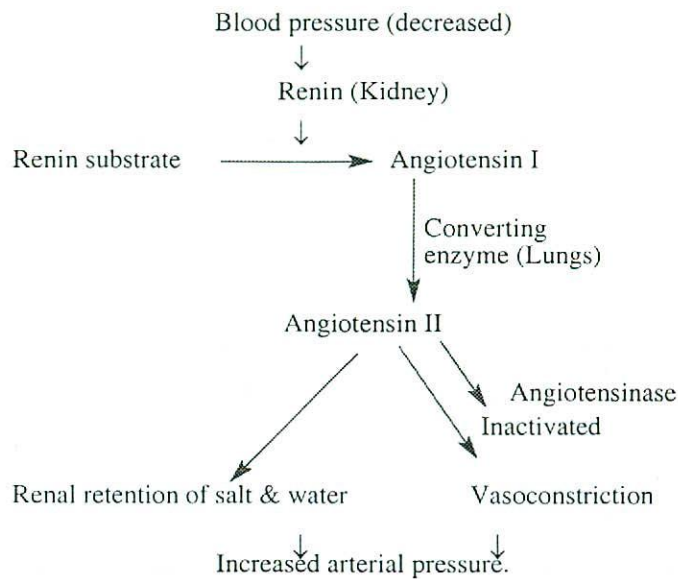 Blood pressure (decreased)
↓
Renin (Kidney)
↓
Renin substrate → Angiotensin I
Converting
enzyme (Lungs)
Angiotensin II
Angiotensinase
Inactivated
Renal retention of salt & water Vasoconstriction
↓ ↓
Increased arterial pressure.